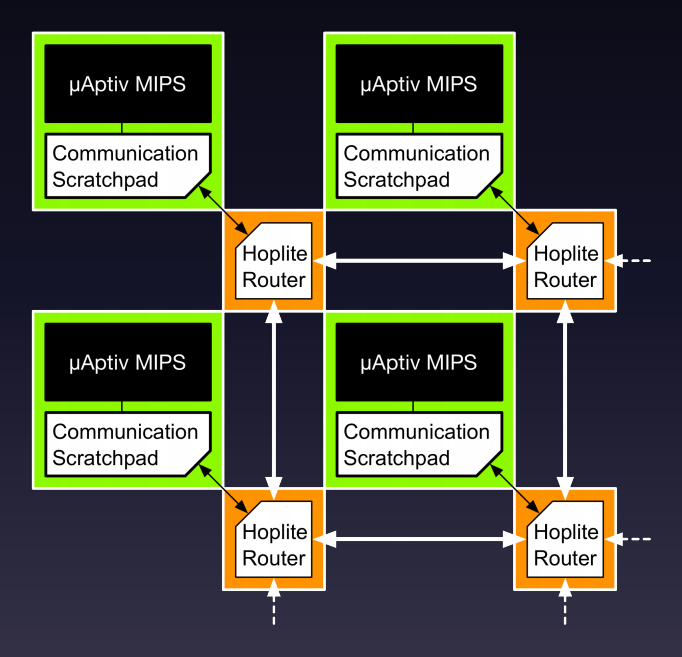 µAptiv MIPS
Communication
Scratchpad
µAptiv MIPS
Communication
Scratchpad
Hoplite
Router
Hoplite
Router
µAptiv MIPS
Communication
Scratchpad
µAptiv MIPS
Communication
Scratchpad
Hoplite
Router
Hoplite
Router